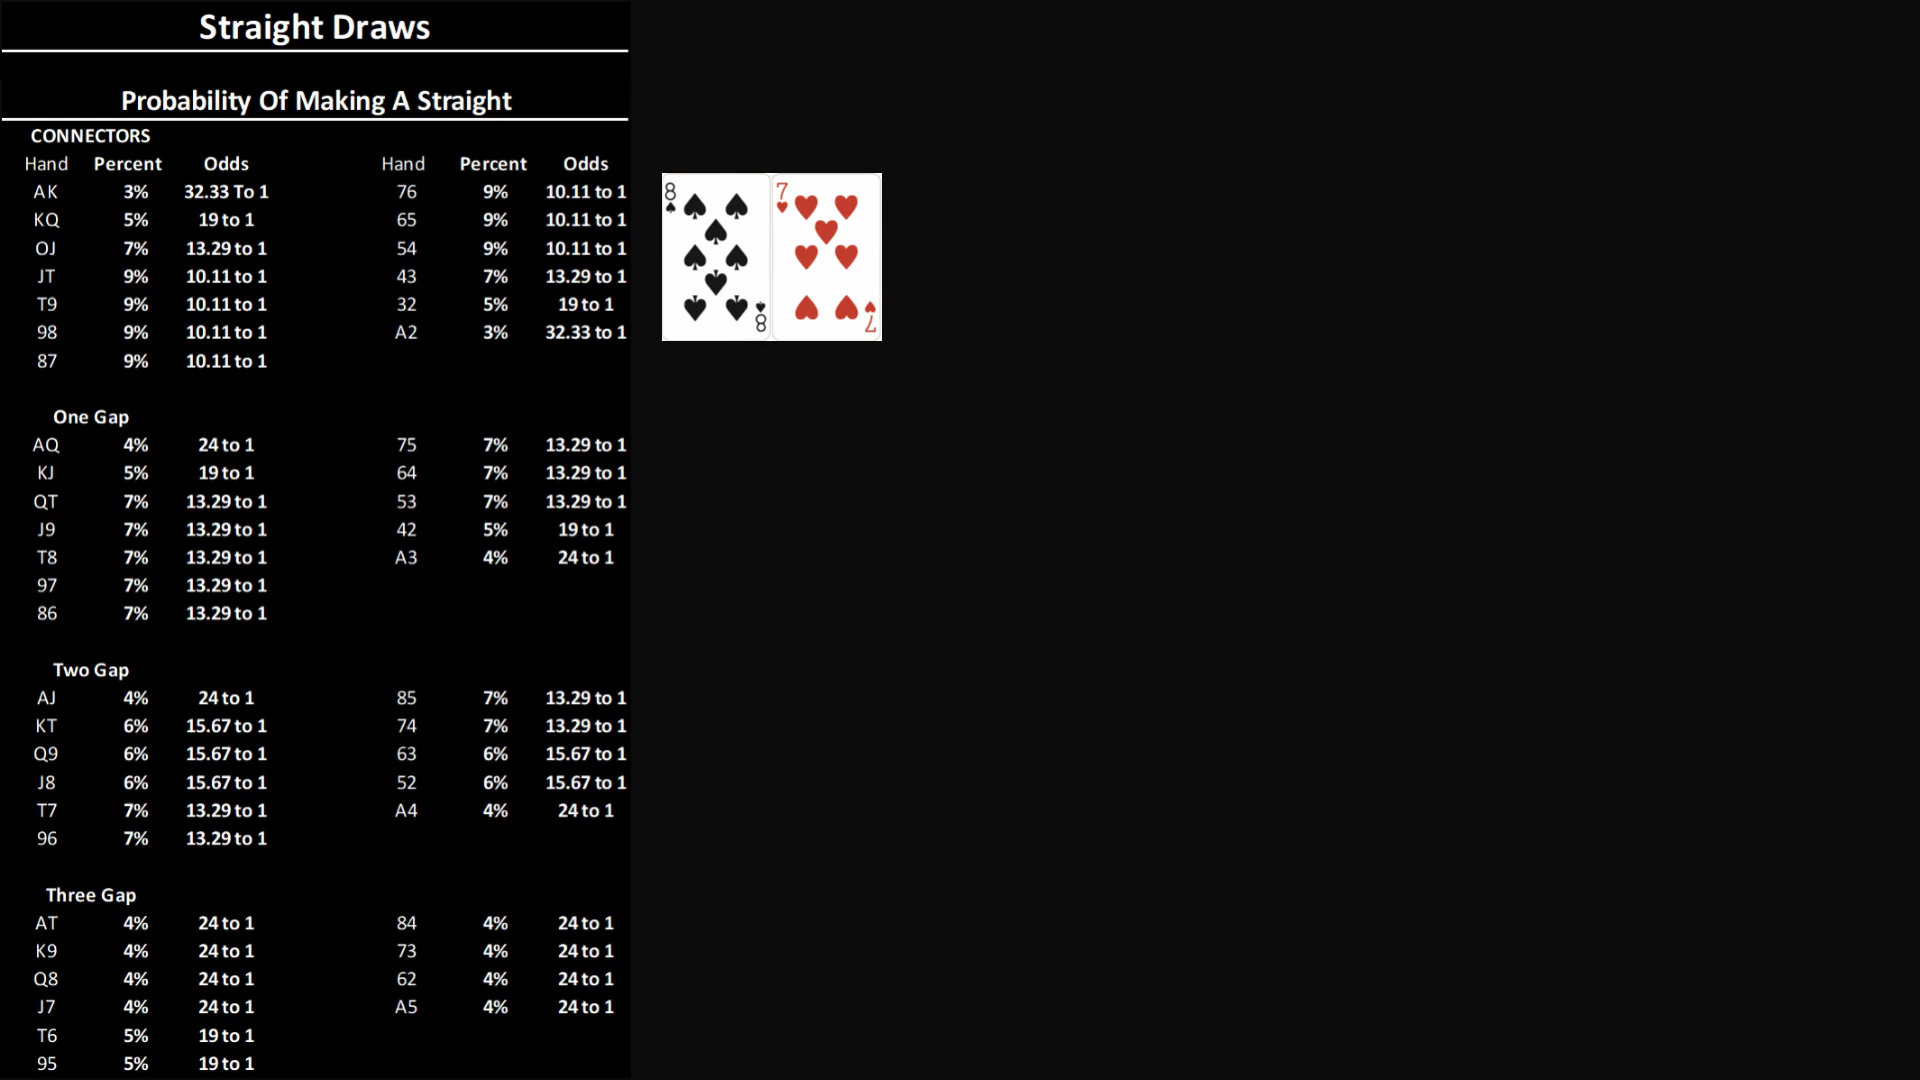 Straight Draws
Probability Of Making A Straight
CONNECTORS
Hand Percent Odds Hand Percent Odds
AK 3% 32.33 To 1 76 9% 10.11 to 1
KQ 5% 19 to 1 65 9% 10.11 to 1
OJ 7% 13.29 to 1 54 9% 10.11 to 1
JT 9% 10.11 to 1 43 7% 13.29 to 1
T9 9% 10.11 to 1 32 5% 19 to 1
98 9% 10.11 to 1 A2 3% 32.33 to 1
87 9% 10.11 to 1
One Gap
AQ 4% 24 to 1 75 7% 13.29 to 1
KJ 5% 19 to 1 64 7% 13.29 to 1
QT 7% 13.29 to 1 53 7% 13.29 to 1
J9 7% 13.29 to 1 42 5% 19 to 1
T8 7% 13.29 to 1 A3 4% 24 to 1
97 7% 13.29 to 1
86 7% 13.29 to 1
Two Gap
AJ 4% 24 to 1 85 7% 13.29 to 1
KT 6% 15.67 to 1 74 7% 13.29 to 1
Q9 6% 15.67 to 1 63 6% 15.67 to 1
J8 6% 15.67 to 1 52 6% 15.67 to 1
T7 7% 13.29 to 1 A4 4% 24 to 1
96 7% 13.29 to 1
Three Gap
AT 4% 24 to 1 84 4% 24 to 1
K9 4% 24 to 1 73 4% 24 to 1
Q8 4% 24 to 1 62 4% 24 to 1
J7 4% 24 to 1 A5 4% 24 to 1
T6 5% 19 to 1
95 5% 19 to 1
8 7
8 7